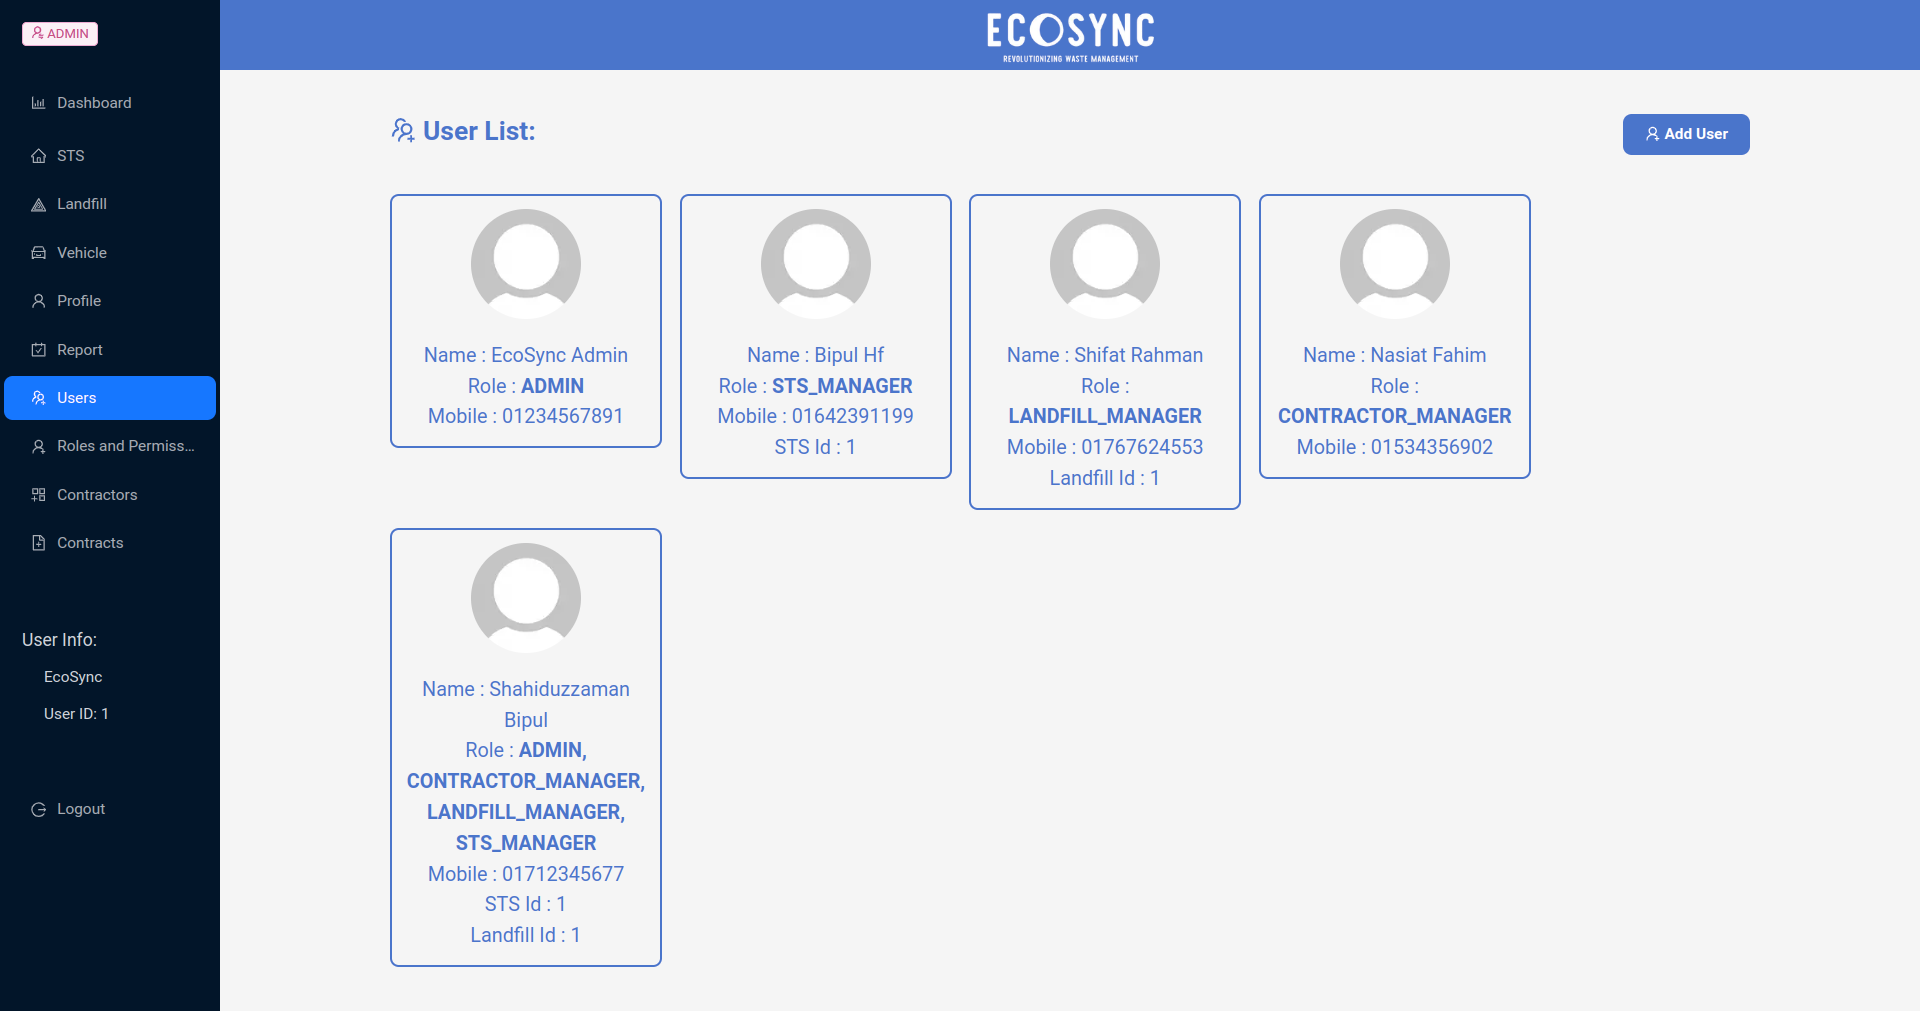 ADMIN
Dashboard
STS
Landfill
Vehicle
Profile
Report
Users
Roles and Permiss...
Contractors
Contracts
User Info:
EcoSync
User ID: 1
Logout
ECOSYNC
REVOLUTIONIZING WASTE MANAGEMENT
User List:
Add User
Name : EcoSync Admin
Role : ADMIN
Mobile : 01234567891
Name : Bipul Hf
Role : STS_MANAGER
Mobile : 01642391199
STS Id : 1
Name : Shifat Rahman
Role :
LANDFILL_MANAGER
Mobile : 01767624553
Landfill Id : 1
Name : Nasiat Fahim
Role :
CONTRACTOR_MANAGER
Mobile : 01534356902
Name : Shahiduzzaman
Bipul
Role : ADMIN,
CONTRACTOR_MANAGER,
LANDFILL_MANAGER,
STS_MANAGER
Mobile : 01712345677
STS Id : 1
Landfill Id : 1